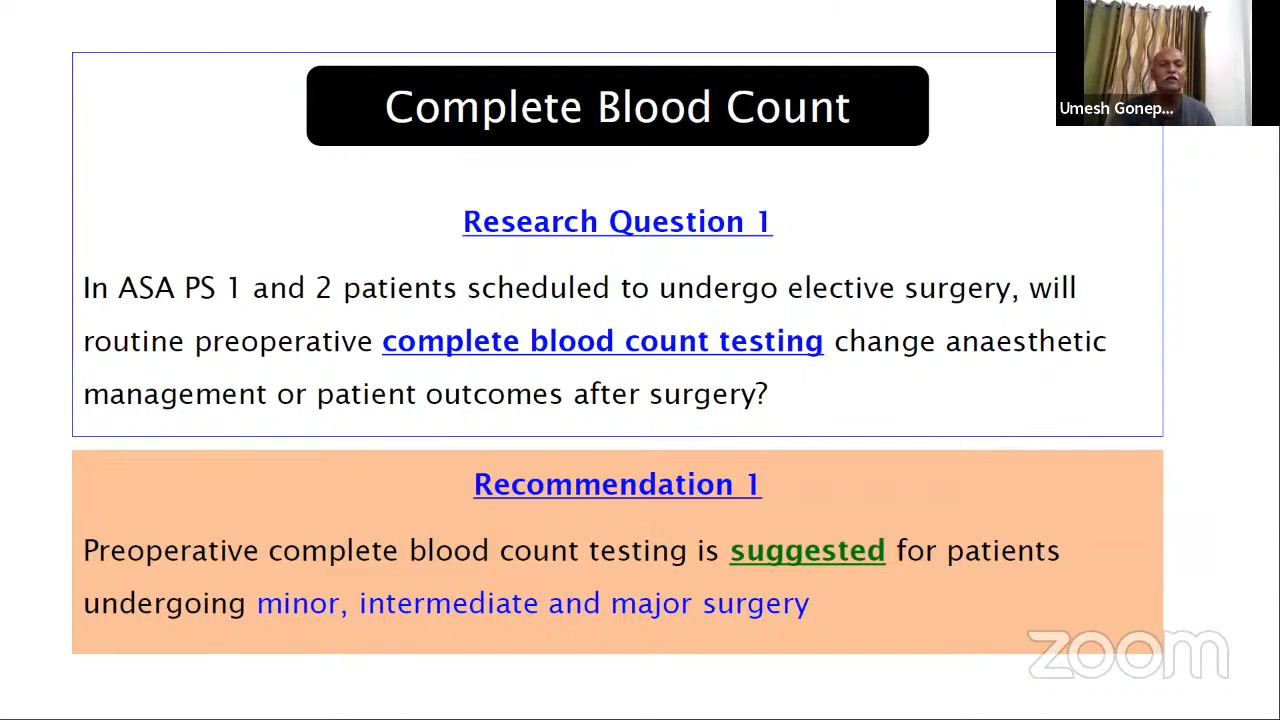 Complete Blood Count
Umesh Gonep...
Research Question 1
In ASA PS 1 and 2 patients scheduled to undergo elective surgery, will
routine preoperative complete blood count testing change anaesthetic
management or patient outcomes after surgery?
Recommendation 1
Preoperative complete blood count testing is suggested for patients
undergoing minor, intermediate and major surgery
zoom